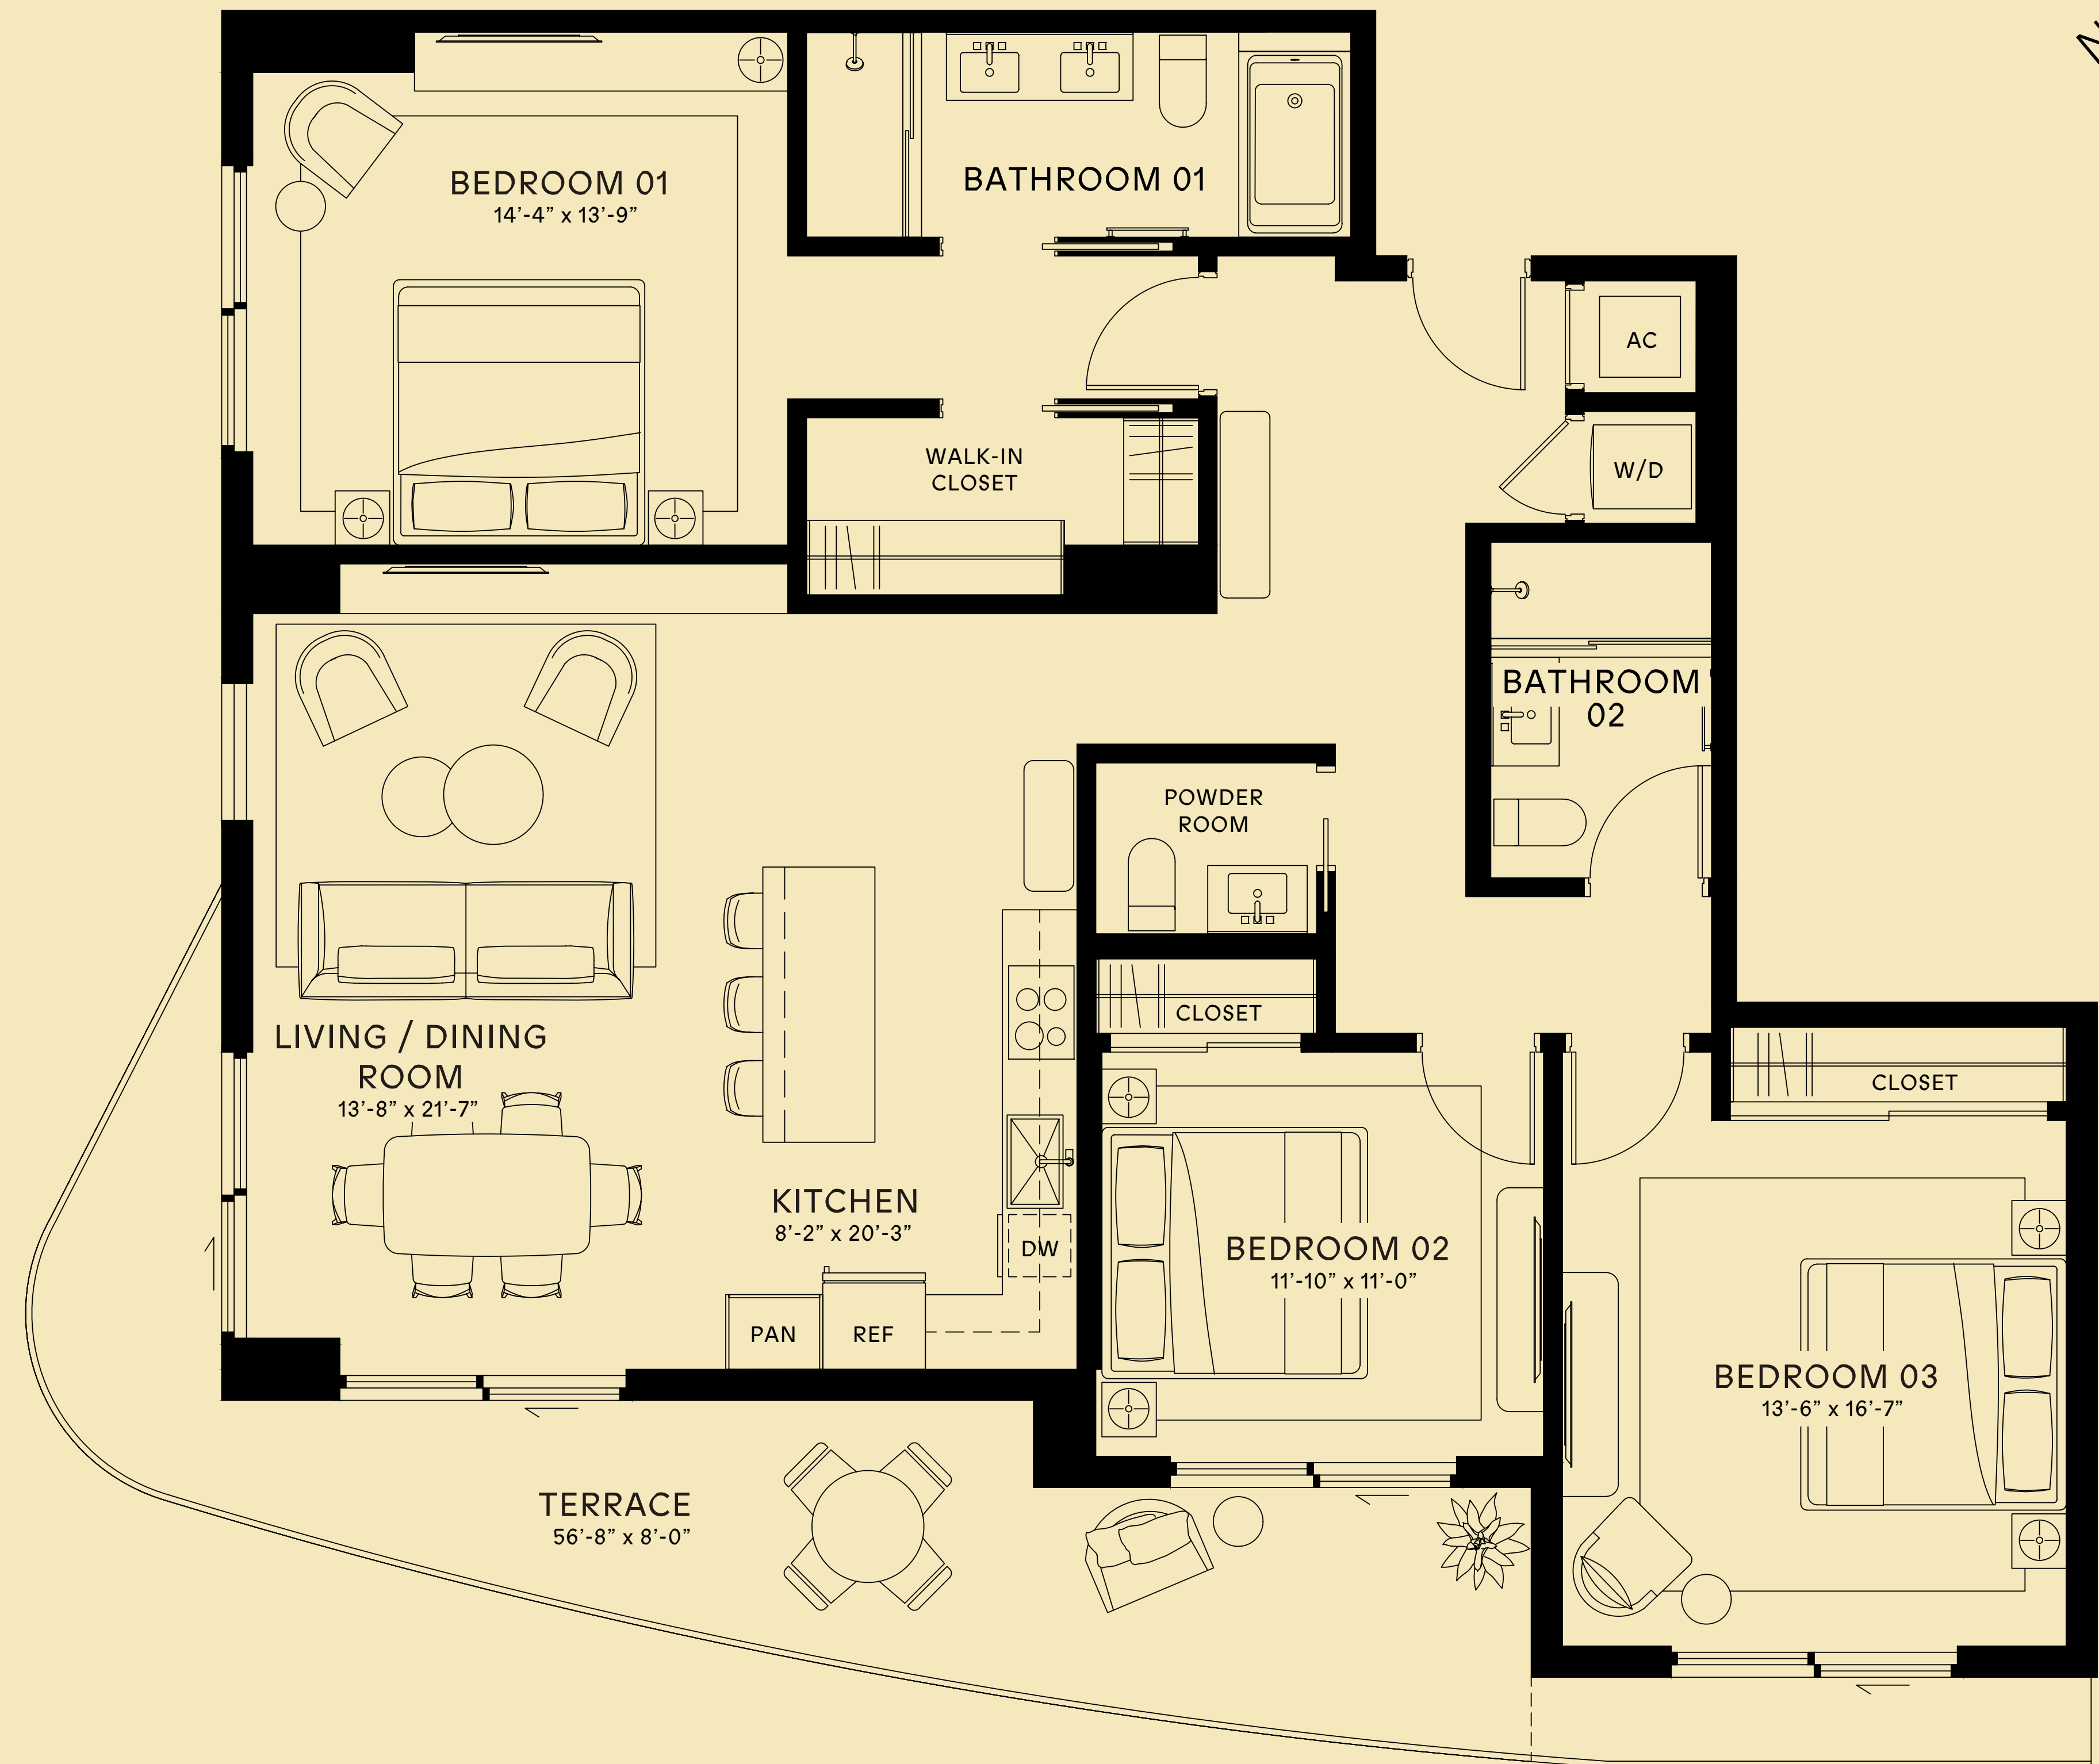 BEDROOM 01
14'-4" x 13'-9"
BATHROOM 01
AC
WALK-IN
CLOSET
W/D
BATHROOM
02
POWDER
ROOM
CLOSET
LIVING / DINING
ROOM
13'-8" x 21'-7"
CLOSET
KITCHEN
8'-2" x 20'-3"
DW
PAN
REF
BEDROOM 02
11'-10" x 11'-0"
BEDROOM 03
13'-6" x 16'-7"
TERRACE
56'-8" x 8'-0"